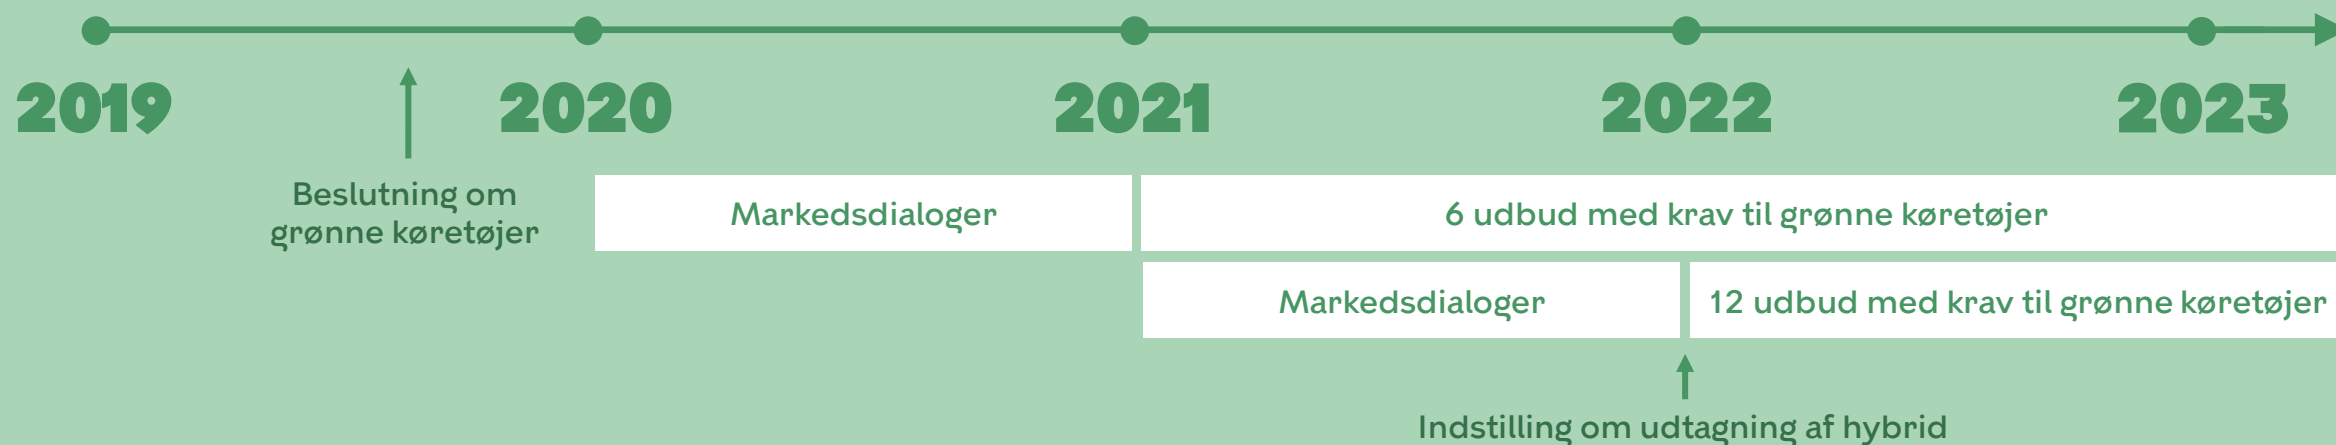 2019
2020
2021
2022
2023
Beslutning om
grønne køretøjer
Markedsdialoger
6 udbud med krav til grønne køretøjer
Markedsdialoger
12 udbud med krav til grønne køretøjer
Indstilling om udtagning af hybrid